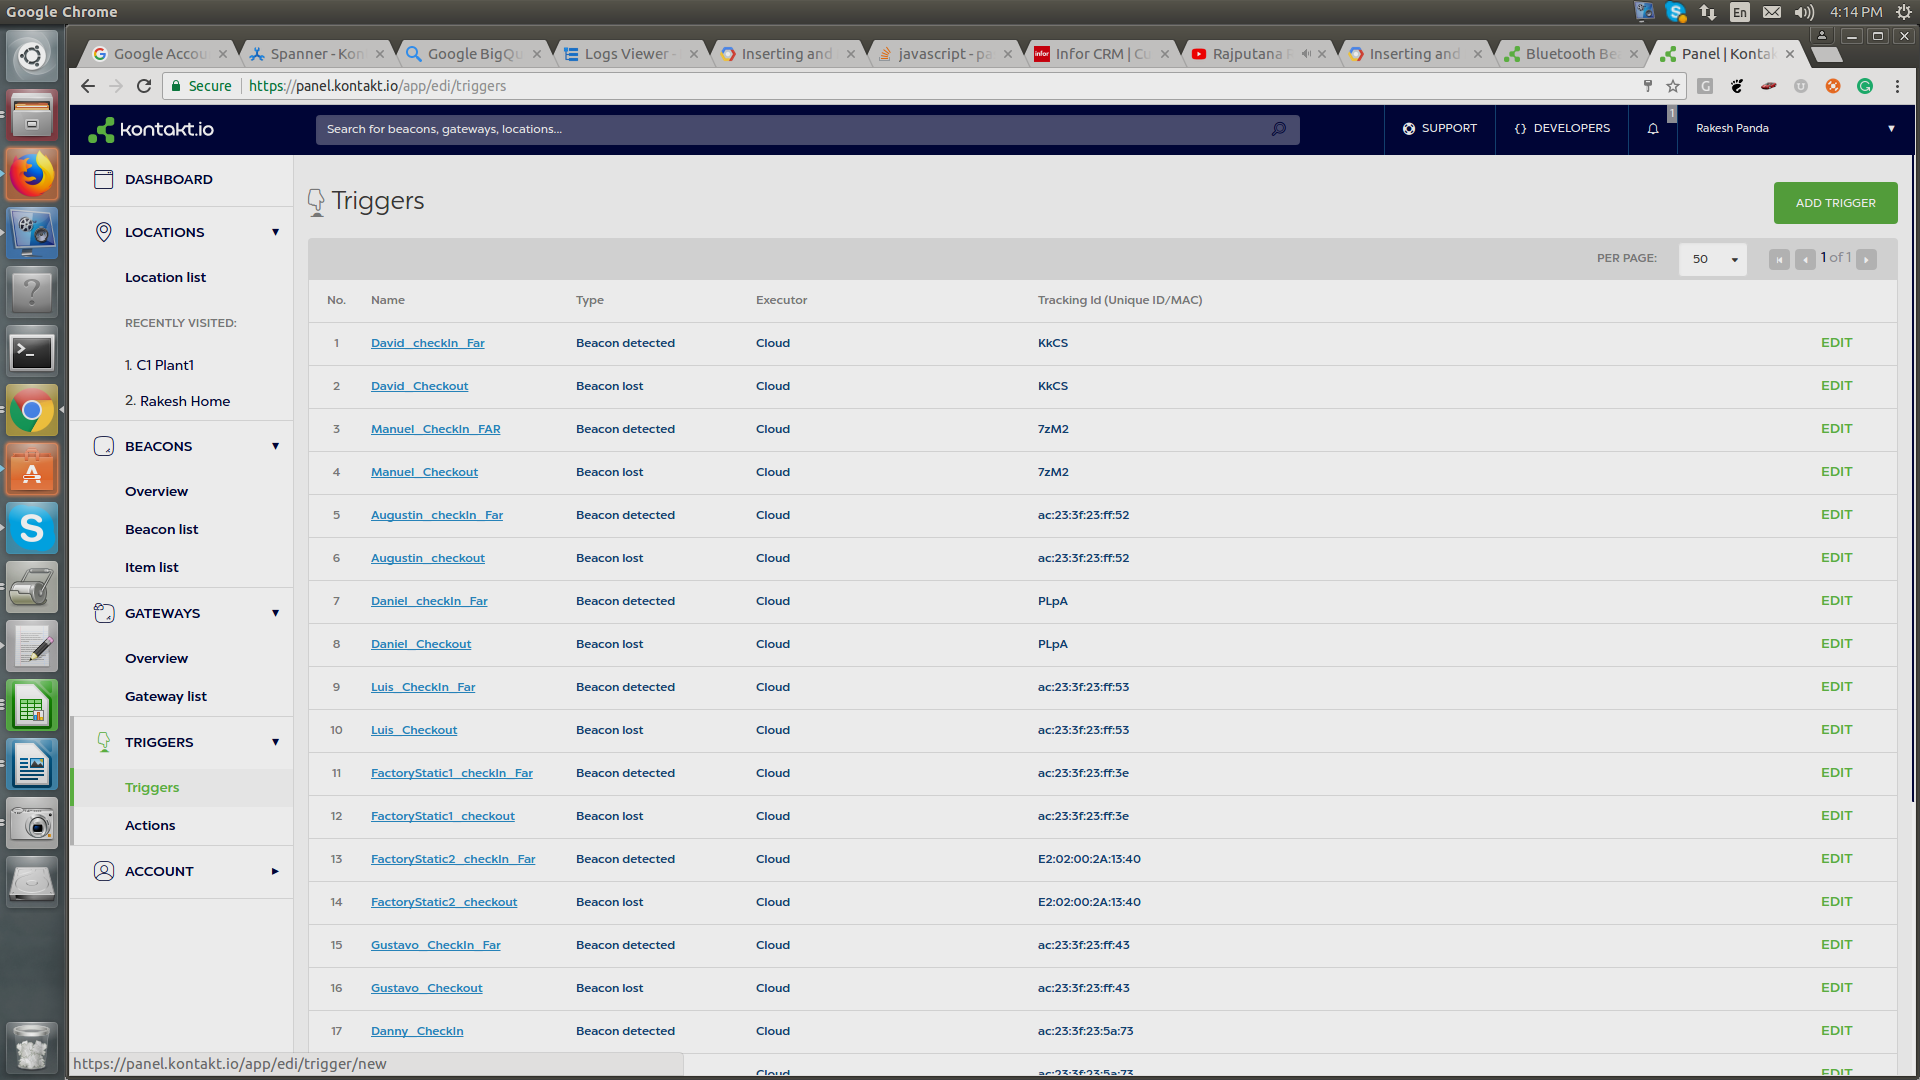 Google Chrome
En
4:14 PM
Google Accou
Spanner - Kon
Google BigQu
Logs Viewer -
Inserting and
javascript - pa
Infor CRM | Cu
Rajputana R
Inserting and
Bluetooth Be
Panel | Kontak
Secure
https://panel.kontakt.io/app/edi/triggers
kontakt.io
Search for beacons, gateways, locations...
SUPPORT
{} DEVELOPERS
1
Rakesh Panda
DASHBOARD
LOCATIONS
Location list
RECENTLY VISITED:
1. C1 Plant1
2. Rakesh Home
BEACONS
Overview
Beacon list
Item list
GATEWAYS
Overview
Gateway list
TRIGGERS
Triggers
Actions
ACCOUNT
Triggers
ADD TRIGGER
PER PAGE: 50 1 of 1
No. Name Type Executor Tracking Id (Unique ID/MAC)
1 David_checkIn_Far Beacon detected Cloud KkCS EDIT
2 David_Checkout Beacon lost Cloud KkCS EDIT
3 Manuel_CheckIn_FAR Beacon detected Cloud 7zM2 EDIT
4 Manuel_Checkout Beacon lost Cloud 7zM2 EDIT
5 Augustin_checkIn_Far Beacon detected Cloud ac:23:3f:23:ff:52 EDIT
6 Augustin_checkout Beacon lost Cloud ac:23:3f:23:ff:52 EDIT
7 Daniel_checkIn_Far Beacon detected Cloud PLpA EDIT
8 Daniel_Checkout Beacon lost Cloud PLpA EDIT
9 Luis_CheckIn_Far Beacon detected Cloud ac:23:3f:23:ff:53 EDIT
10 Luis_Checkout Beacon lost Cloud ac:23:3f:23:ff:53 EDIT
11 FactoryStatic1_checkIn_Far Beacon detected Cloud ac:23:3f:23:ff:3e EDIT
12 FactoryStatic1_checkout Beacon lost Cloud ac:23:3f:23:ff:3e EDIT
13 FactoryStatic2_checkIn_Far Beacon detected Cloud E2:02:00:2A:13:40 EDIT
14 FactoryStatic2_checkout Beacon lost Cloud E2:02:00:2A:13:40 EDIT
15 Gustavo_CheckIn_Far Beacon detected Cloud ac:23:3f:23:ff:43 EDIT
16 Gustavo_Checkout Beacon lost Cloud ac:23:3f:23:ff:43 EDIT
17 Danny_CheckIn Beacon detected Cloud ac:23:3f:23:5a:73 EDIT
Cloud ac:23:3f:23:5a:73 EDIT
https://panel.kontakt.io/app/edi/trigger/new